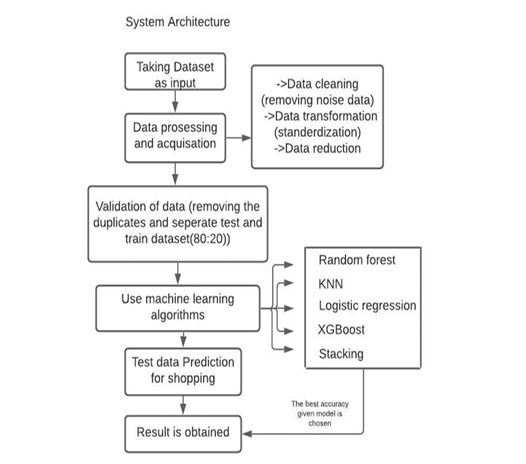 System Architecture
Taking Dataset
as input
->Data cleaning
(removing noise data)
->Data transformation
(standerdization)
->Data reduction
Data prosessing
and acquisation
Validation of data (removing the
duplicates and seperate test and
train dataset(80:20))
Use machine learning
algorithms
Random forest
KNN
Logistic regression
XGBoost
Stacking
Test data Prediction
for shopping
The best accuracy
given model is
chosen
Result is obtained